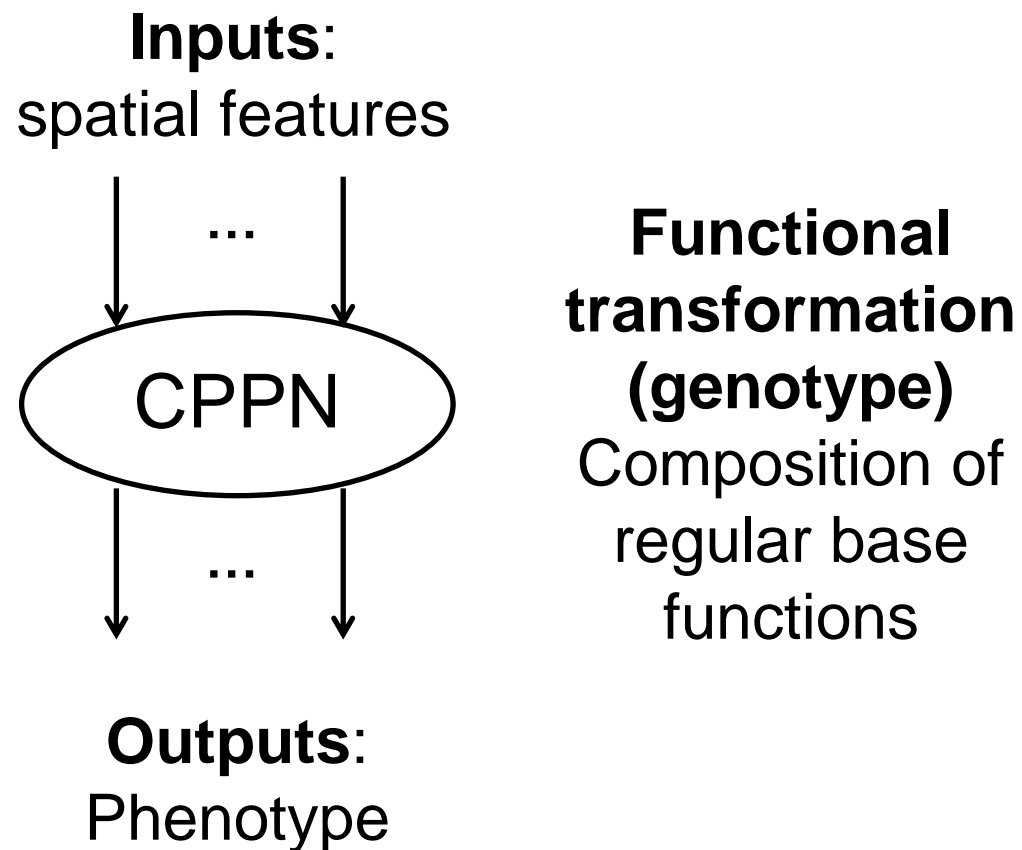 Inputs:
spatial features
...
CPPN
...
Outputs:
Phenotype
Functional
transformation
(genotype)
Composition of
regular base
functions